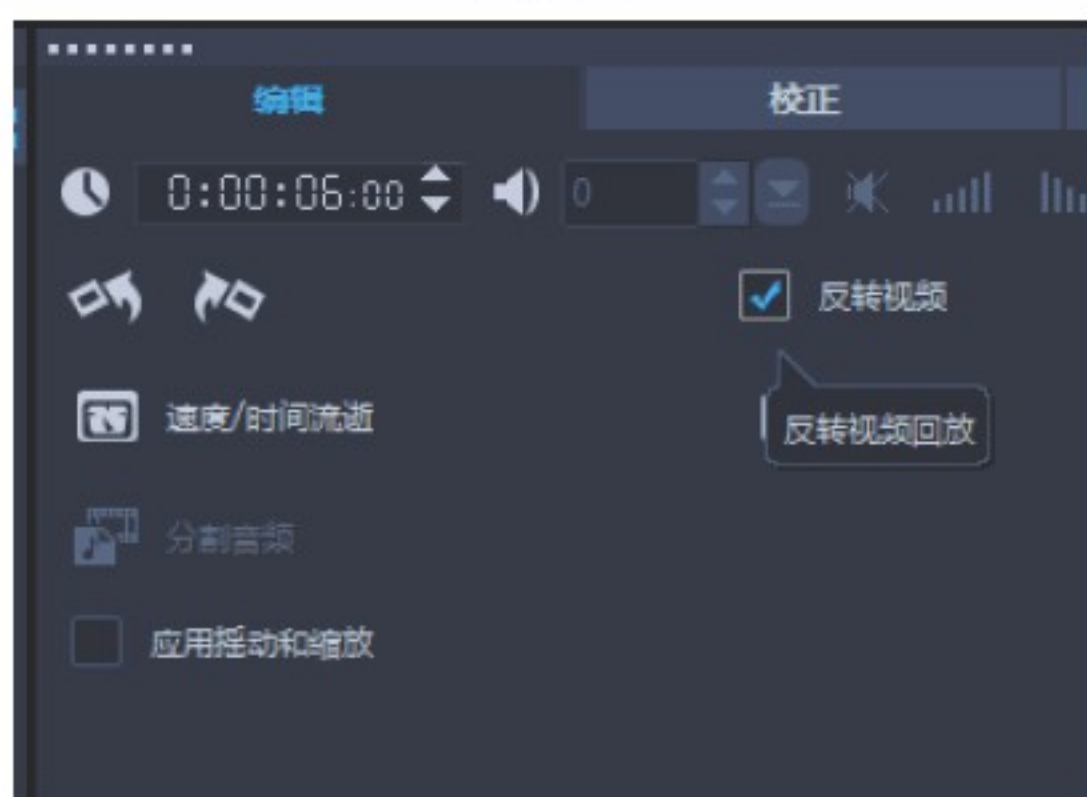 编辑
校正
0:00:06:00
0
反转视频
速度/时间流逝
反转视频回放
分割音频
应用摇动和缩放